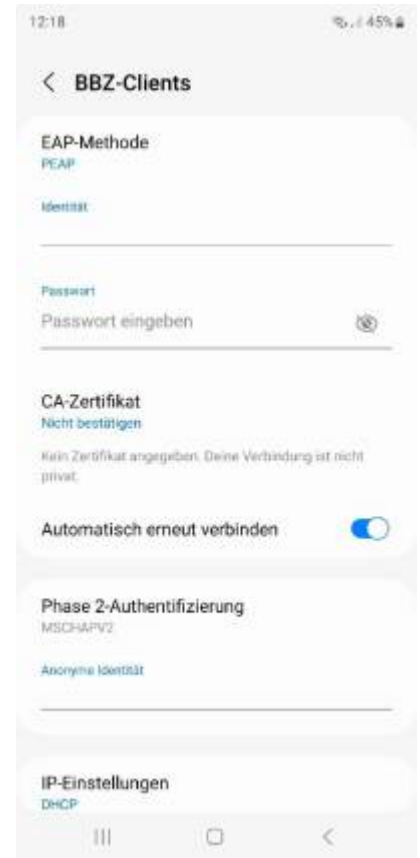 12:18
45%
BBZ-Clients
EAP-Methode
PEAP
Identität
Passwort
Passwort eingeben
CA-Zertifikat
Nicht bestätigen
Kein Zertifikat angegeben. Deine Verbindung ist nicht
privat.
Automatisch erneut verbinden
Phase 2-Authentifizierung
MSCHAPV2
Anonyme Identität
IP-Einstellungen
DHCP